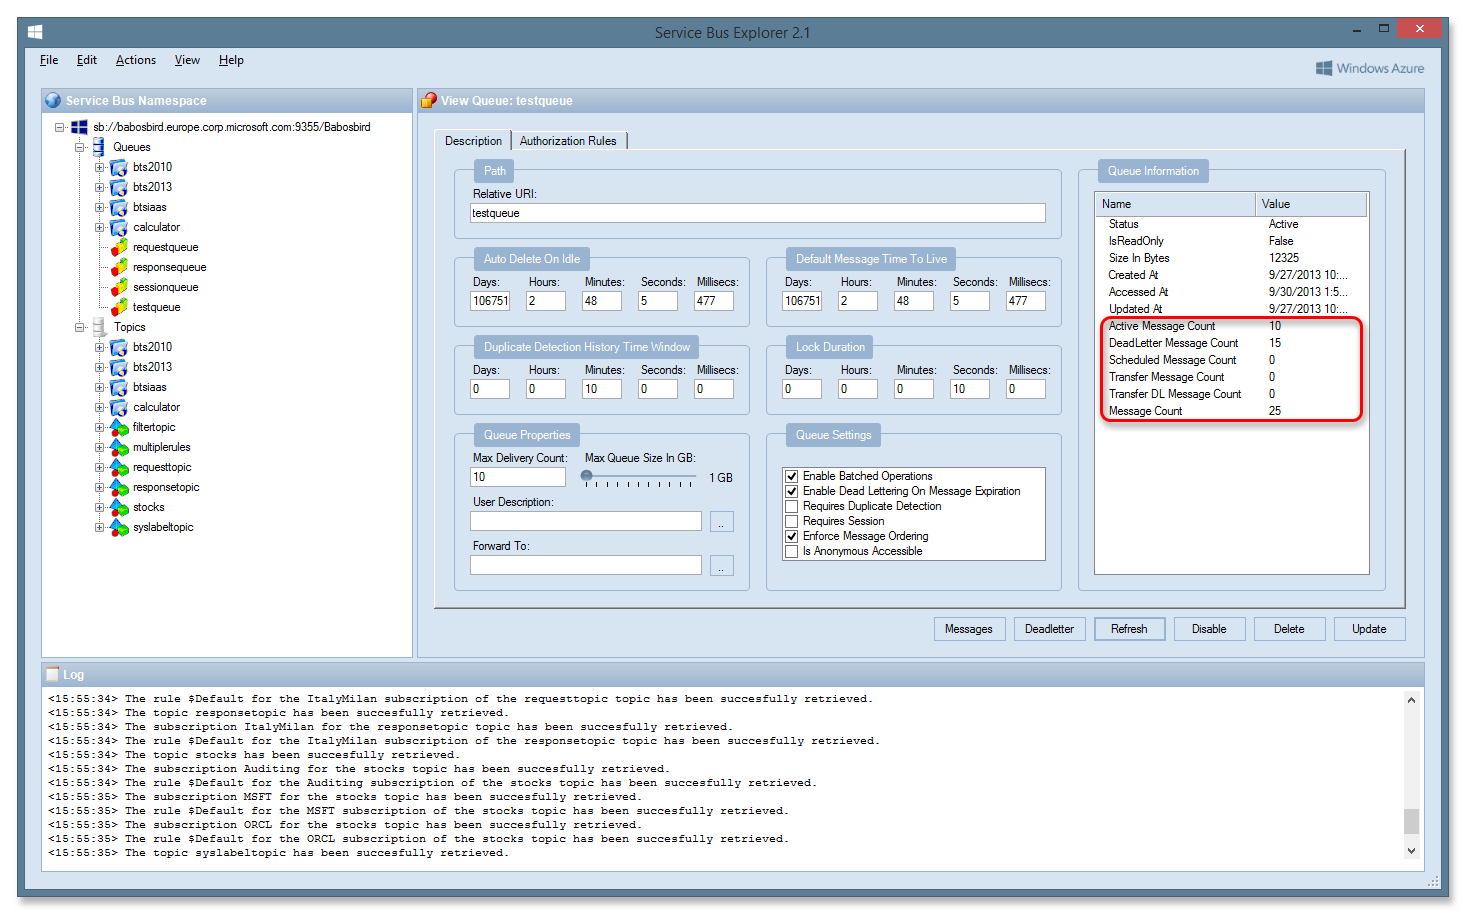 Service Bus Explorer 2.1
File Edit Actions View Help
Windows Azure
Service Bus Namespace
sb://babosbird.europe.corp.microsoft.com:9355/Babosbird
Queues
bts2010
bts2013
btsiaas
calculator
requestqueue
responsequeue
sessionqueue
testqueue
Topics
bts2010
bts2013
btsiaas
calculator
filtertopic
multiplerules
requesttopic
responsetopic
stocks
syslabeltopic
View Queue: testqueue
Description Authorization Rules
Path
Relative URI:
testqueue
Auto Delete On Idle
Days: Hours: Minutes: Seconds: Millisecs:
106751 2 48 5 477
Default Message Time To Live
Days: Hours: Minutes: Seconds: Millisecs:
106751 2 48 5 477
Duplicate Detection History Time Window
Days: Hours: Minutes: Seconds: Millisecs:
0 0 10 0 0
Lock Duration
Days: Hours: Minutes: Seconds: Millisecs:
0 0 0 10 0
Queue Properties
Max Delivery Count: Max Queue Size In GB:
10 1 GB
User Description:
..
Forward To:
..
Queue Settings
Enable Batched Operations
Enable Dead Lettering On Message Expiration
Requires Duplicate Detection
Requires Session
Enforce Message Ordering
Is Anonymous Accessible
Queue Information
Name Value
Status Active
IsReadOnly False
Size In Bytes 12325
Created At 9/27/2013 10:...
Accessed At 9/30/2013 1:5...
Updated At 9/27/2013 10:...
Active Message Count 10
DeadLetter Message Count 15
Scheduled Message Count 0
Transfer Message Count 0
Transfer DL Message Count 0
Message Count 25
Messages Deadletter Refresh Disable Delete Update
Log
<15:55:34> The rule $Default for the ItalyMilan subscription of the requesttopic topic has been succesfully retrieved.
<15:55:34> The topic responsetopic has been succesfully retrieved.
<15:55:34> The subscription ItalyMilan for the responsetopic topic has been succesfully retrieved.
<15:55:34> The rule $Default for the ItalyMilan subscription of the responsetopic topic has been succesfully retrieved.
<15:55:34> The topic stocks has been succesfully retrieved.
<15:55:34> The subscription Auditing for the stocks topic has been succesfully retrieved.
<15:55:34> The rule $Default for the Auditing subscription of the stocks topic has been succesfully retrieved.
<15:55:35> The subscription MSFT for the stocks topic has been succesfully retrieved.
<15:55:35> The rule $Default for the MSFT subscription of the stocks topic has been succesfully retrieved.
<15:55:35> The subscription ORCL for the stocks topic has been succesfully retrieved.
<15:55:35> The rule $Default for the ORCL subscription of the stocks topic has been succesfully retrieved.
<15:55:35> The topic syslabeltopic has been succesfully retrieved.